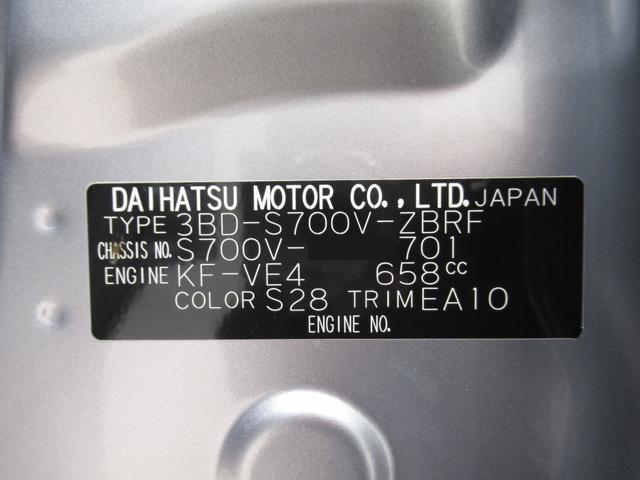 DAIHATSU MOTOR CO., LTD. JAPAN
TYPE 3BD-S700V-ZBRF
CHASSIS NO. S700V- 701
ENGINE KF-VE4 658cc
COLOR S28 TRIM EA10
ENGINE NO.